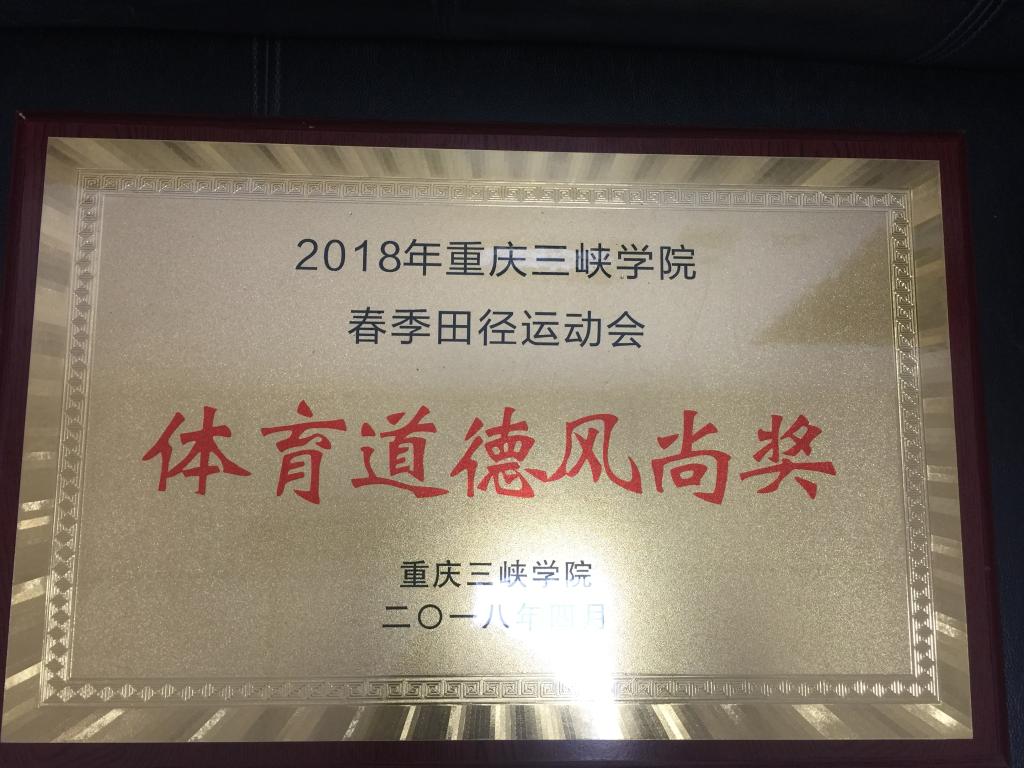 2018年重庆三峡学院
春季田径运动会
体育道德风尚奖
重庆三峡学院
二〇一八年四月